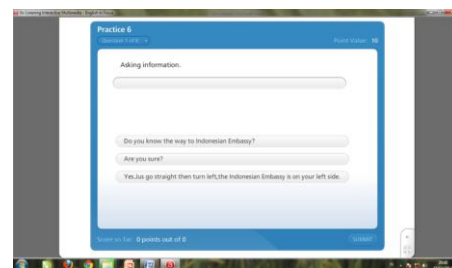 Practice 6
Point Value: 10
Asking information.
Do you know the way to Indonesian Embassy?
Are you sure?
Yes.Jus go straight then turn left,the Indonesian Embassy is on your left side.
Score so far: 0 points out of 0
SUBMIT